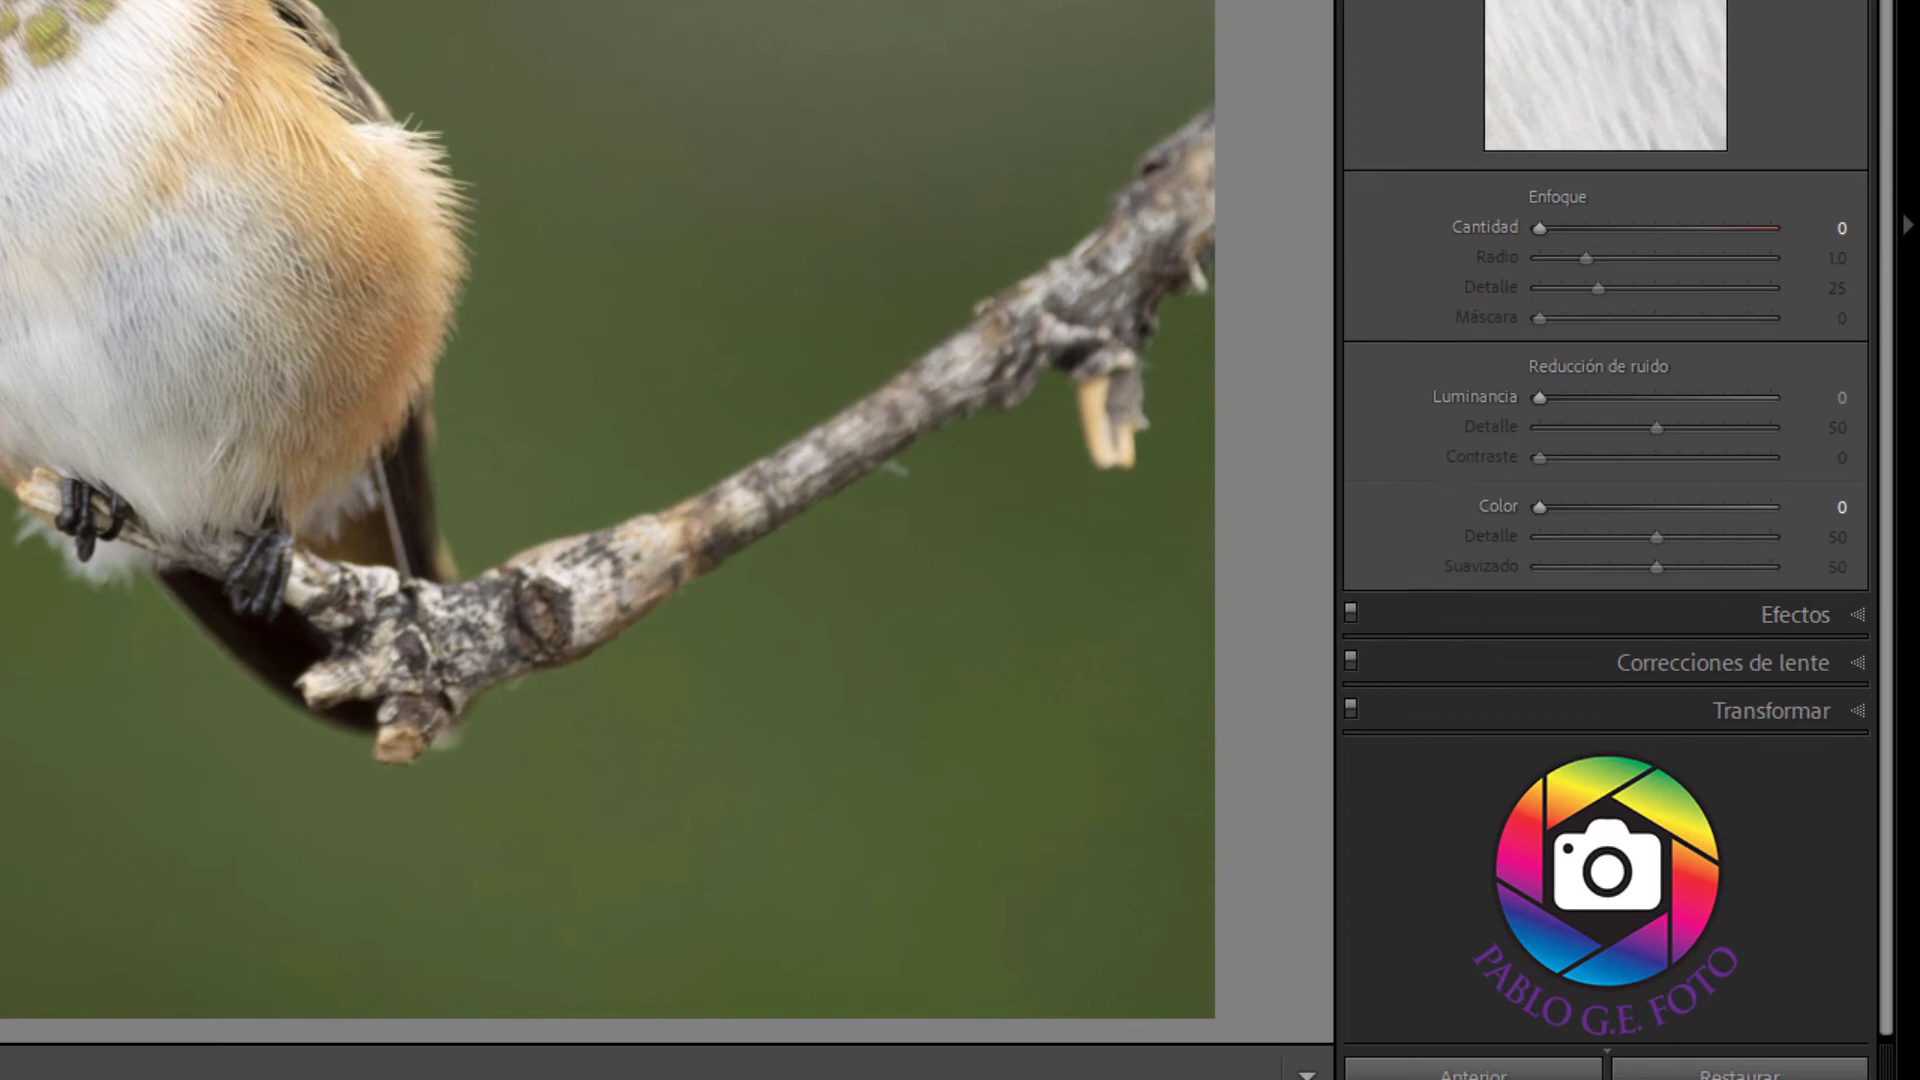 Enfoque
Cantidad 0
Radio 1.0
Detalle 25
Máscara 0
Reducción de ruido
Luminancia 0
Detalle 50
Contraste 0
Color 0
Detalle 50
Suavizado 50
Efectos
Correcciones de lente
Transformar
PABLO G.E. FOTO
Anterior Restaurar